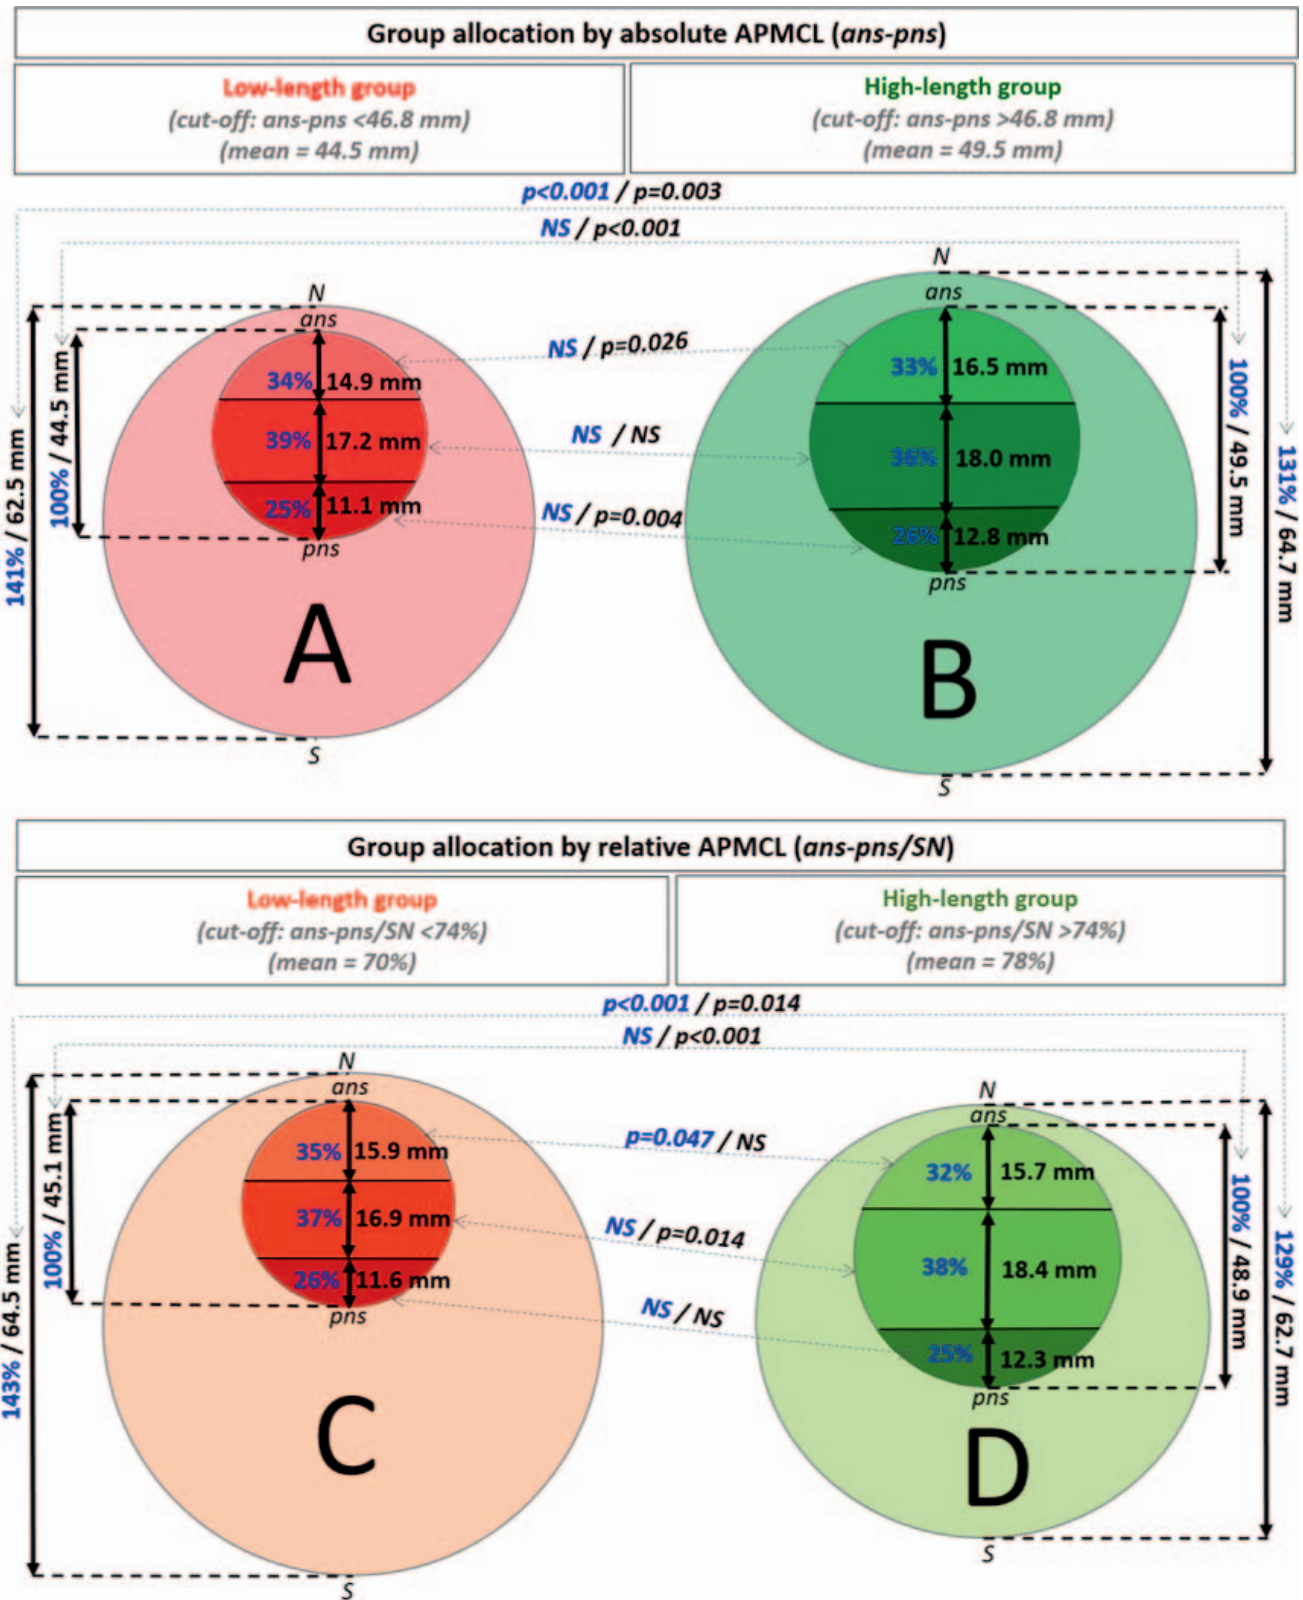 Group allocation by absolute APMCL (ans-pns)
Low-length group
(cut-off: ans-pns <46.8 mm)
(mean = 44.5 mm)
High-length group
(cut-off: ans-pns >46.8 mm)
(mean = 49.5 mm)
p<0.001 / p=0.003
NS / p<0.001
N
ans
34% 14.9 mm
39% 17.2 mm
25% 11.1 mm
pns
A
S
100% / 44.5 mm
141% / 62.5 mm
NS / p=0.026
NS / NS
NS / p=0.004
N
ans
33% 16.5 mm
36% 18.0 mm
26% 12.8 mm
pns
B
S
100% / 49.5 mm
131% / 64.7 mm
Group allocation by relative APMCL (ans-pns/SN)
Low-length group
(cut-off: ans-pns/SN <74%)
(mean = 70%)
High-length group
(cut-off: ans-pns/SN >74%)
(mean = 78%)
p<0.001 / p=0.014
NS / p<0.001
N
ans
35% 15.9 mm
37% 16.9 mm
26% 11.6 mm
pns
C
S
100% / 45.1 mm
143% / 64.5 mm
p=0.047 / NS
NS / p=0.014
NS / NS
N
ans
32% 15.7 mm
38% 18.4 mm
25% 12.3 mm
pns
D
S
100% / 48.9 mm
129% / 62.7 mm